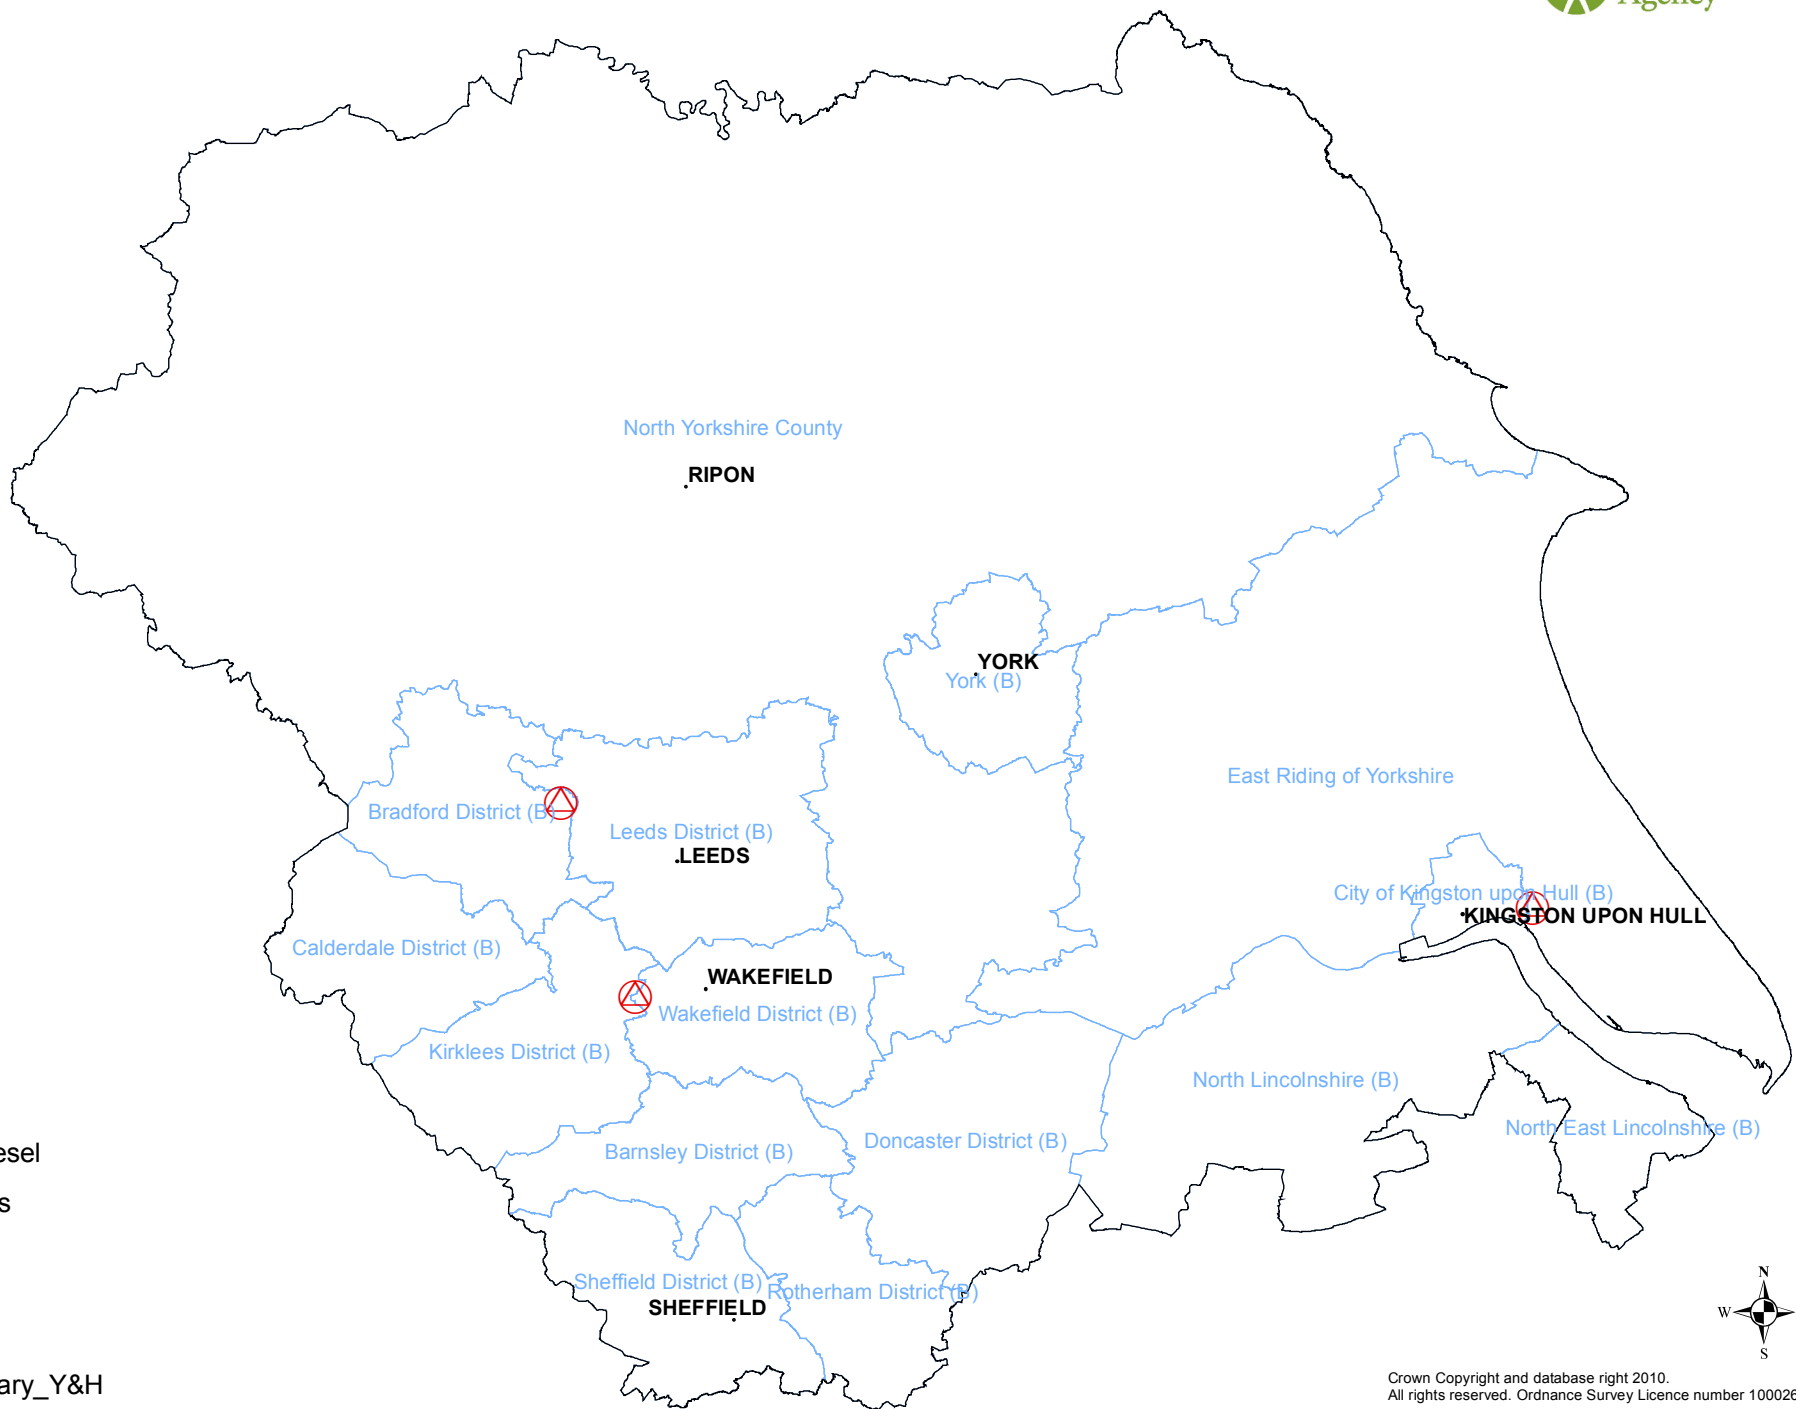 Agency
North Yorkshire County
RIPON
YORK
York (B)
East Riding of Yorkshire
Bradford District (B)
Leeds District (B)
LEEDS
City of Kingston upon Hull (B)
KINGSTON UPON HULL
Calderdale District (B)
WAKEFIELD
Wakefield District (B)
Kirklees District (B)
North Lincolnshire (B)
North East Lincolnshire (B)
Doncaster District (B)
Barnsley District (B)
esel
s
Sheffield District (B)
Rotherham District (B)
SHEFFIELD
N
W
S
ary_Y&H
Crown Copyright and database right 2010.
All rights reserved. Ordnance Survey Licence number 100026